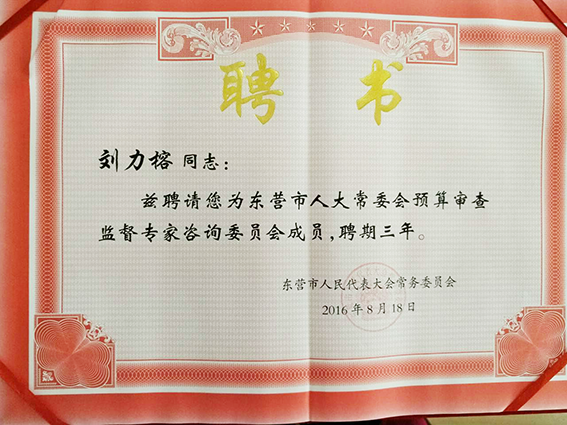 聘书
刘力榕 同志：
兹聘请您为东营市人大常委会预算审查
监督专家咨询委员会成员，聘期三年。
东营市人民代表大会常务委员会
2016年8月18日